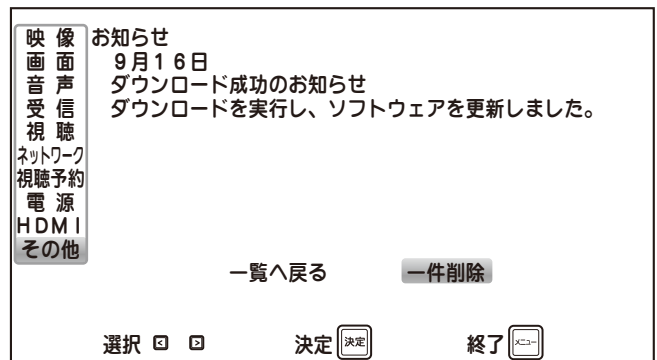 映 像
画 面
音 声
受 信
視 聴
ネットワーク
視聴予約
電 源
HDMI
その他
お知らせ
9月16日
ダウンロード成功のお知らせ
ダウンロードを実行し、ソフトウェアを更新しました。
一覧へ戻る 一件削除
選択 決定 決定 終了 メニュー